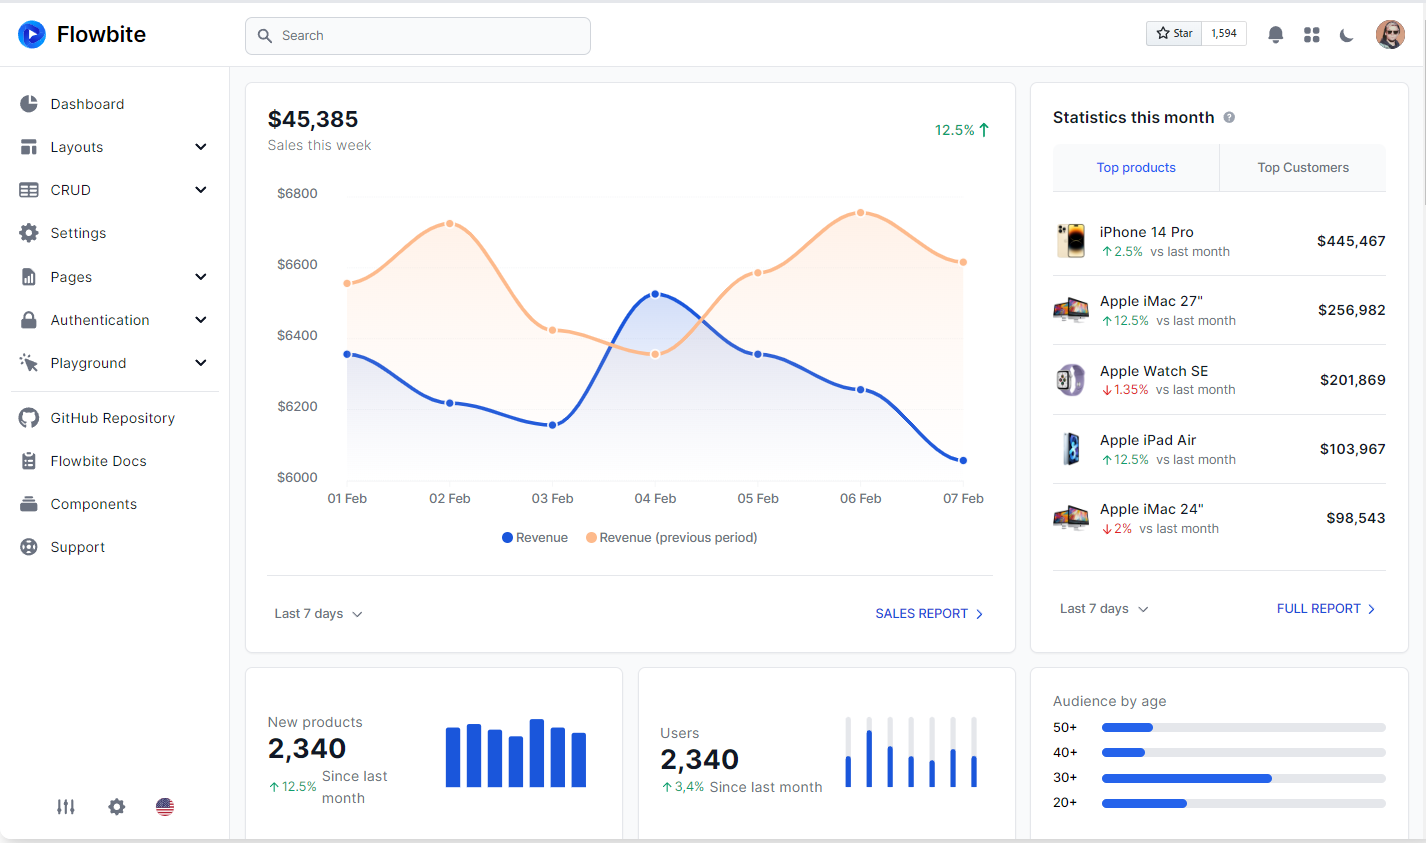 Flowbite
Search
Star 1,594
Dashboard
Layouts
CRUD
Settings
Pages
Authentication
Playground
GitHub Repository
Flowbite Docs
Components
Support
$45,385
Sales this week
12.5%
$6800
$6600
$6400
$6200
$6000
01 Feb 02 Feb 03 Feb 04 Feb 05 Feb 06 Feb 07 Feb
Revenue Revenue (previous period)
Last 7 days
SALES REPORT
Statistics this month
Top products Top Customers
iPhone 14 Pro
2.5% vs last month
$445,467
Apple iMac 27"
12.5% vs last month
$256,982
Apple Watch SE
1.35% vs last month
$201,869
Apple iPad Air
12.5% vs last month
$103,967
Apple iMac 24"
2% vs last month
$98,543
Last 7 days
FULL REPORT
New products
2,340
12.5% Since last
month
Users
2,340
3,4% Since last month
Audience by age
50+
40+
30+
20+